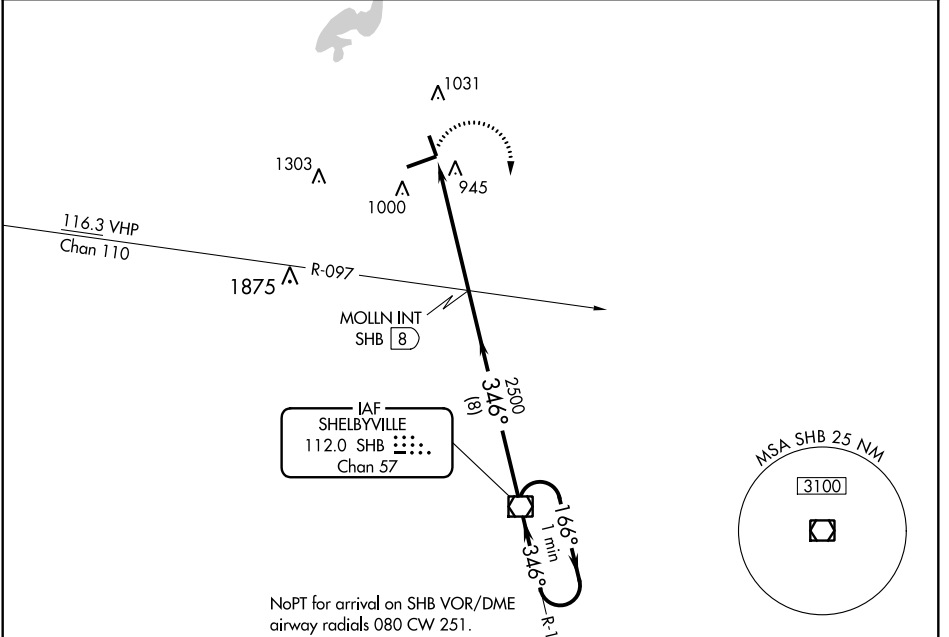 1031
1303
1000
945
116.3 VHP
Chan 110
R-097
1875
MOLLN INT
SHB 8
2500
346°
(8)
IAF
SHELBYVILLE
112.0 SHB
Chan 57
MSA SHB 25 NM
3100
166°
1 min
346°
NoPT for arrival on SHB VOR/DME
airway radials 080 CW 251.